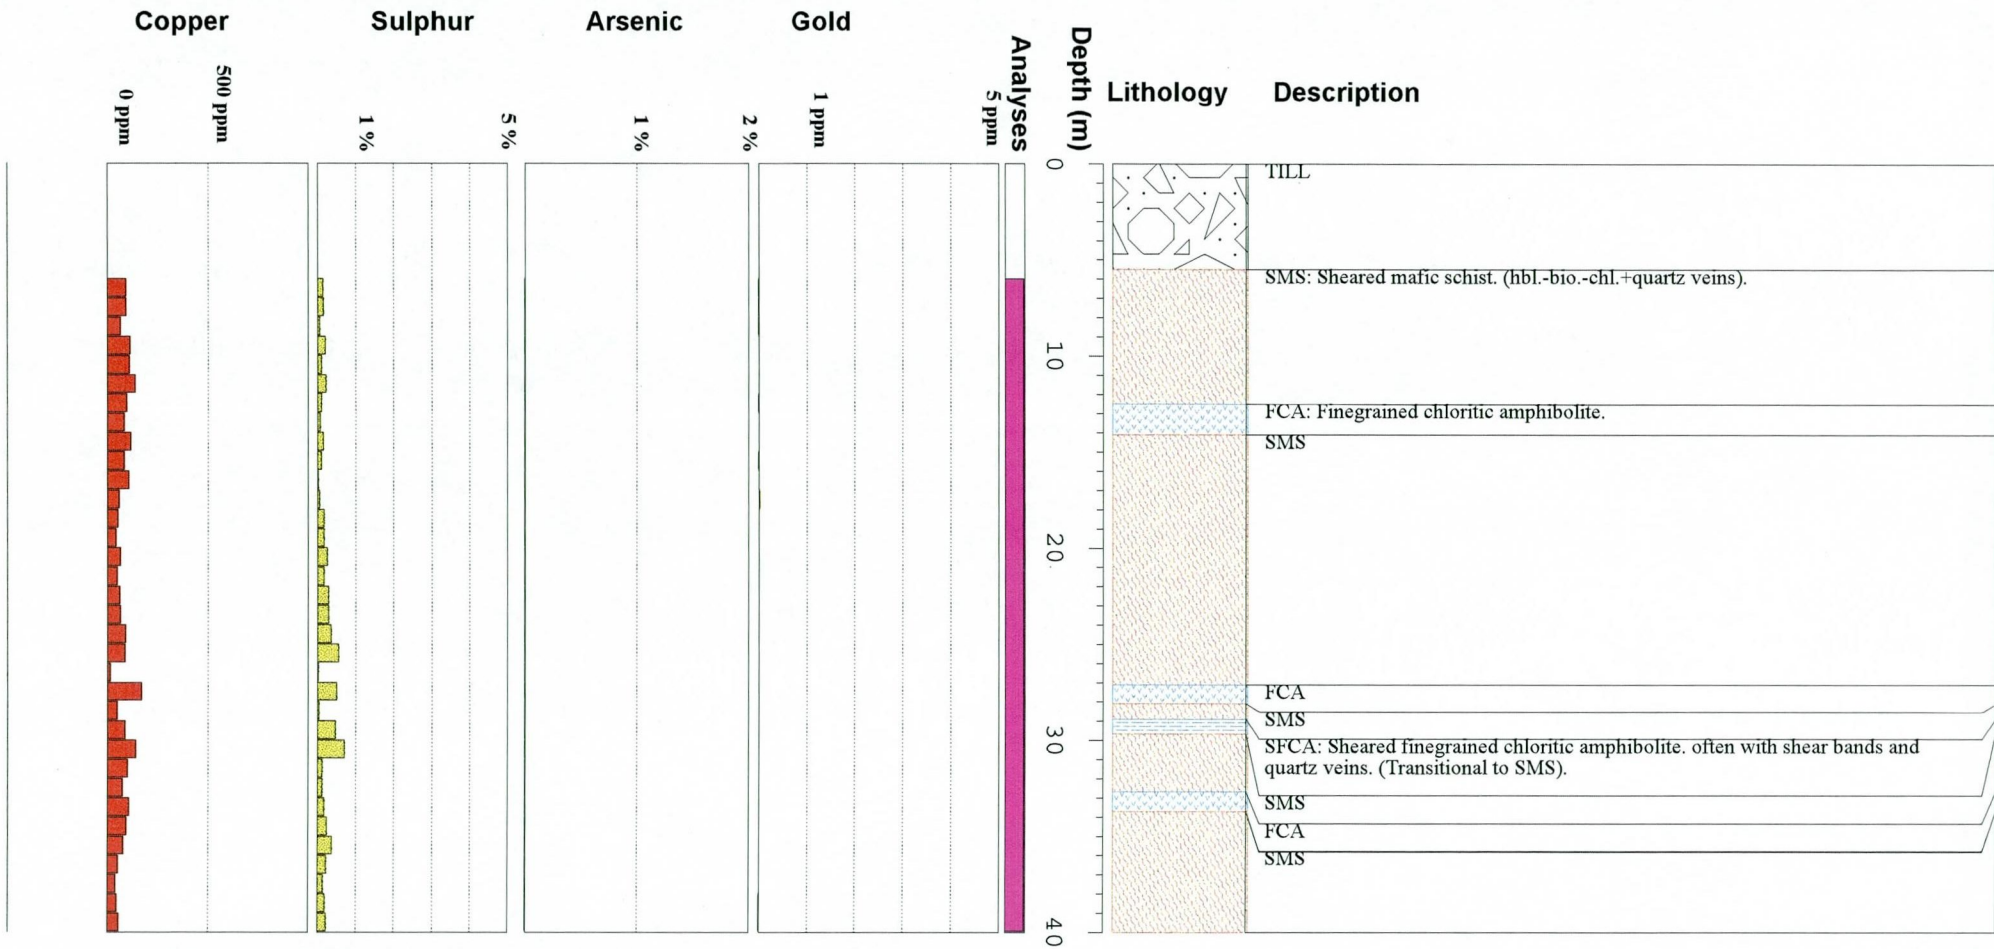 Copper
Sulphur
Arsenic
Gold
0 ppm
500 ppm
1 %
5 %
1 %
2 %
1 ppm
5 ppm
Analyses
Depth (m)
Lithology
Description
0
10
20
30
40
TILL
SMS: Sheared mafic schist. (hbl.-bio.-chl.+quartz veins).
FCA: Finegrained chloritic amphibolite.
SMS
FCA
SMS
SFCA: Sheared finegrained chloritic amphibolite. often with shear bands and
quartz veins. (Transitional to SMS).
SMS
FCA
SMS